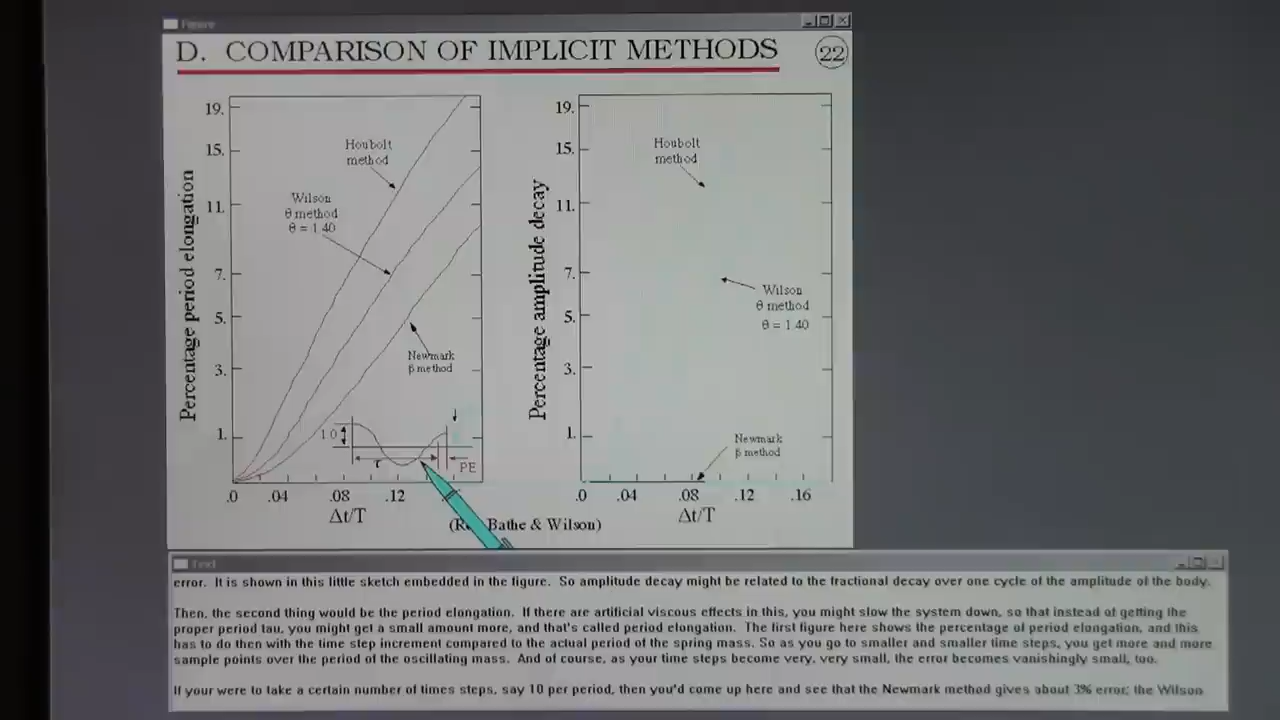 Figure
D. COMPARISON OF IMPLICIT METHODS
22
Percentage period elongation
19.
15.
11.
7.
5.
3.
1.
Houbolt
method
Wilson
θ method
θ = 1.40
Newmark
β method
1.0
τ
PE
.0 .04 .08 .12
Δt/T
Percentage amplitude decay
19.
15.
11.
7.
5.
3.
1.
Houbolt
method
Wilson
θ method
θ = 1.40
Newmark
β method
.0 .04 .08 .12 .16
Δt/T
Bathe & Wilson)
Text
error. It is shown in this little sketch embedded in the figure. So amplitude decay might be related to the fractional decay over one cycle of the amplitude of the body.
Then, the second thing would be the period elongation. If there are artificial viscous effects in this, you might slow the system down, so that instead of getting the
proper period tau, you might get a small amount more, and that's called period elongation. The first figure here shows the percentage of period elongation, and this
has to do then with the time step increment compared to the actual period of the spring mass. So as you go to smaller and smaller time steps, you get more and more
sample points over the period of the oscillating mass. And of course, as your time steps become very, very small, the error becomes vanishingly small, too.
If your were to take a certain number of times steps, say 10 per period, then you'd come up here and see that the Newmark method gives about 3% error; the Wilson